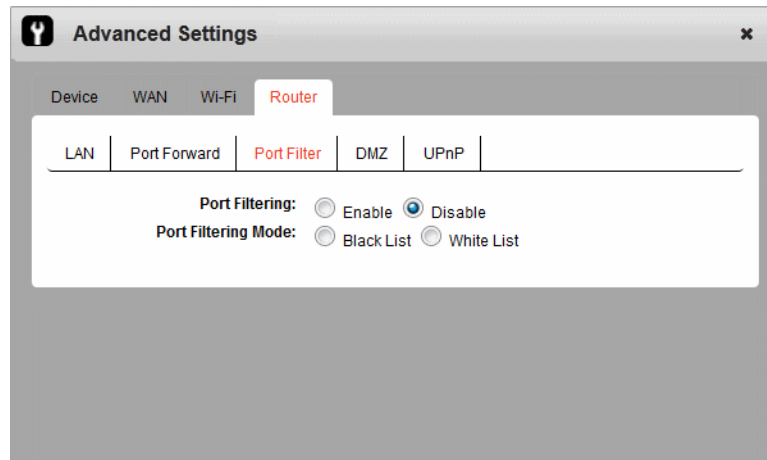 Advanced Settings
Device WAN Wi-Fi Router
LAN Port Forward Port Filter DMZ UPnP
Port Filtering: Enable Disable
Port Filtering Mode: Black List White List